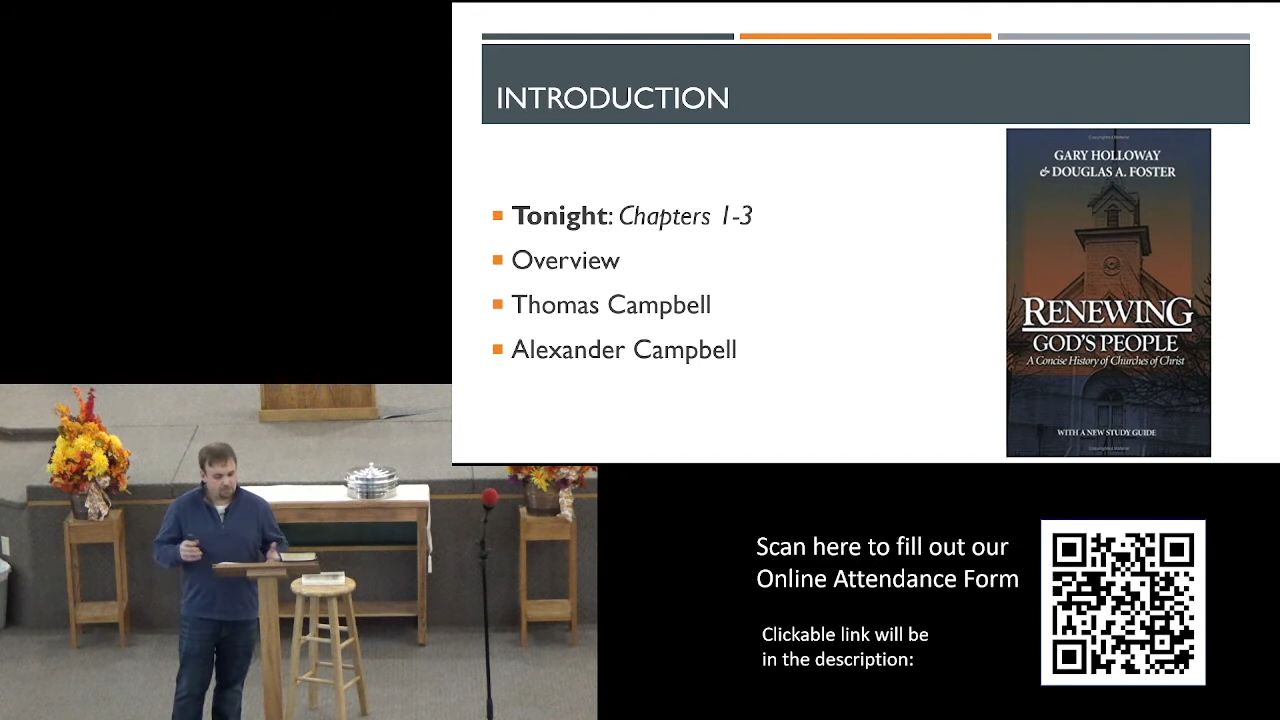 INTRODUCTION
Tonight: Chapters 1-3
Overview
Thomas Campbell
Alexander Campbell
GARY HOLLOWAY
& DOUGLAS A. FOSTER
RENEWING
GOD'S PEOPLE
A Concise History of Churches of Christ
WITH A NEW STUDY GUIDE
Scan here to fill out our
Online Attendance Form
Clickable link will be
in the description: